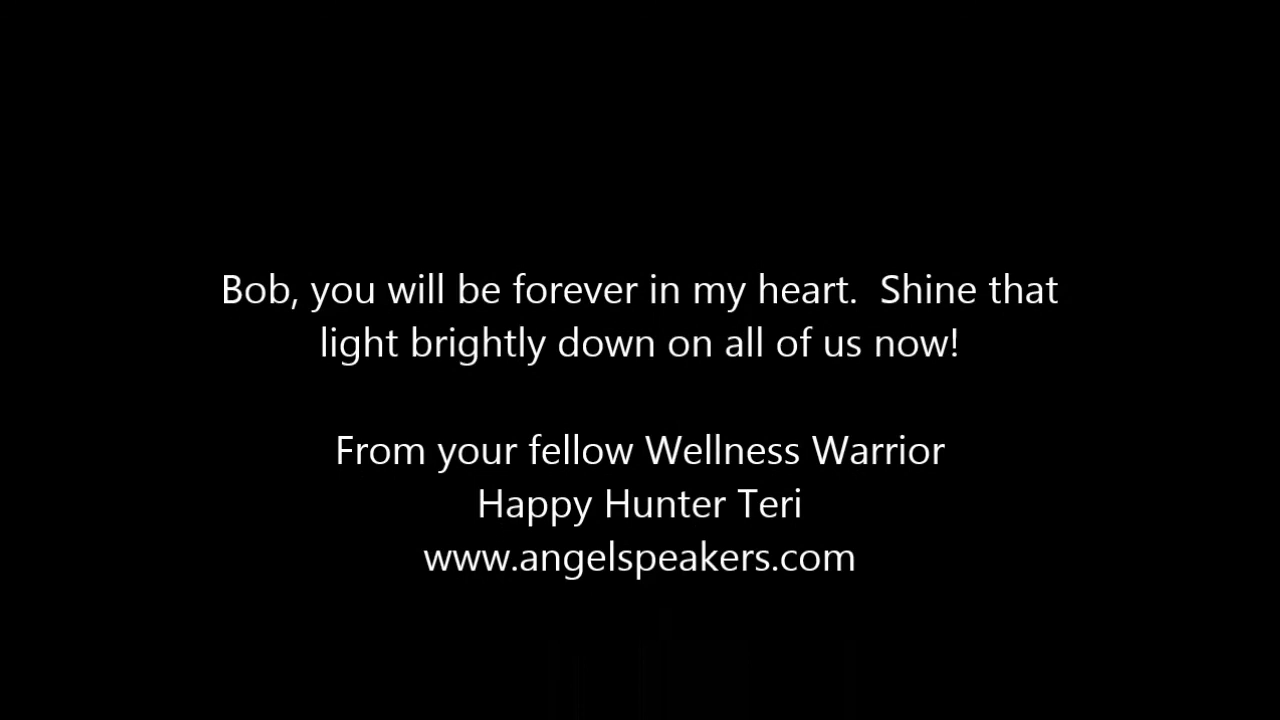 Bob, you will be forever in my heart.  Shine that
light brightly down on all of us now!
From your fellow Wellness Warrior
Happy Hunter Teri
www.angelspeakers.com